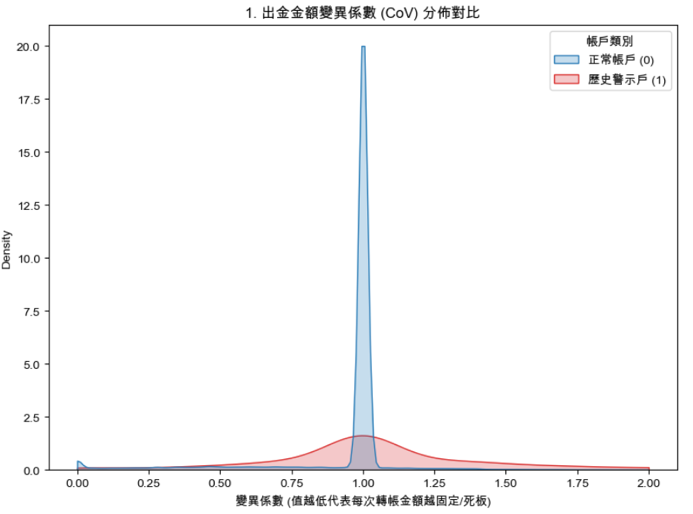 1. 出金金額變異係數 (CoV) 分佈對比
帳戶類別
正常帳戶 (0)
歷史警示戶 (1)
Density
20.0
17.5
15.0
12.5
10.0
7.5
5.0
2.5
0.0
0.00 0.25 0.50 0.75 1.00 1.25 1.50 1.75 2.00
變異係數 (值越低代表每次轉帳金額越固定/死板)